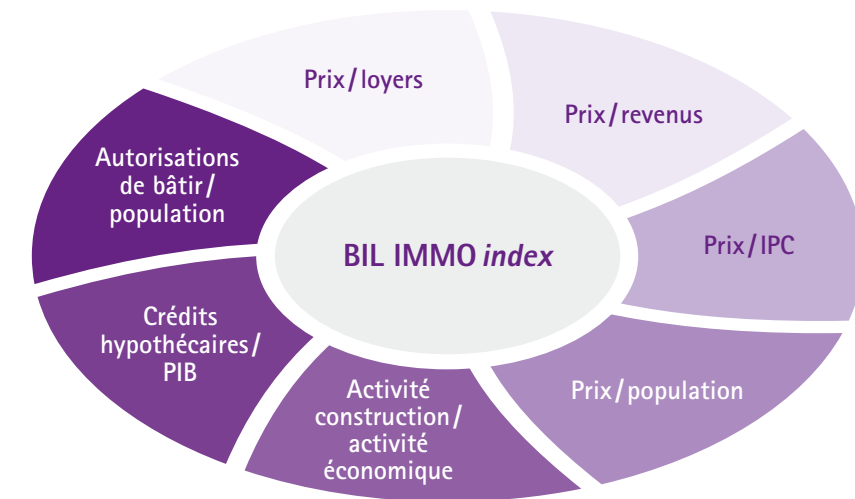 Prix/loyers
Prix/revenus
Autorisations
de bâtir/
population
Prix/IPC
BIL IMMO index
Crédits
hypothécaires/
PIB
Prix/population
Activité
construction/
activité
économique